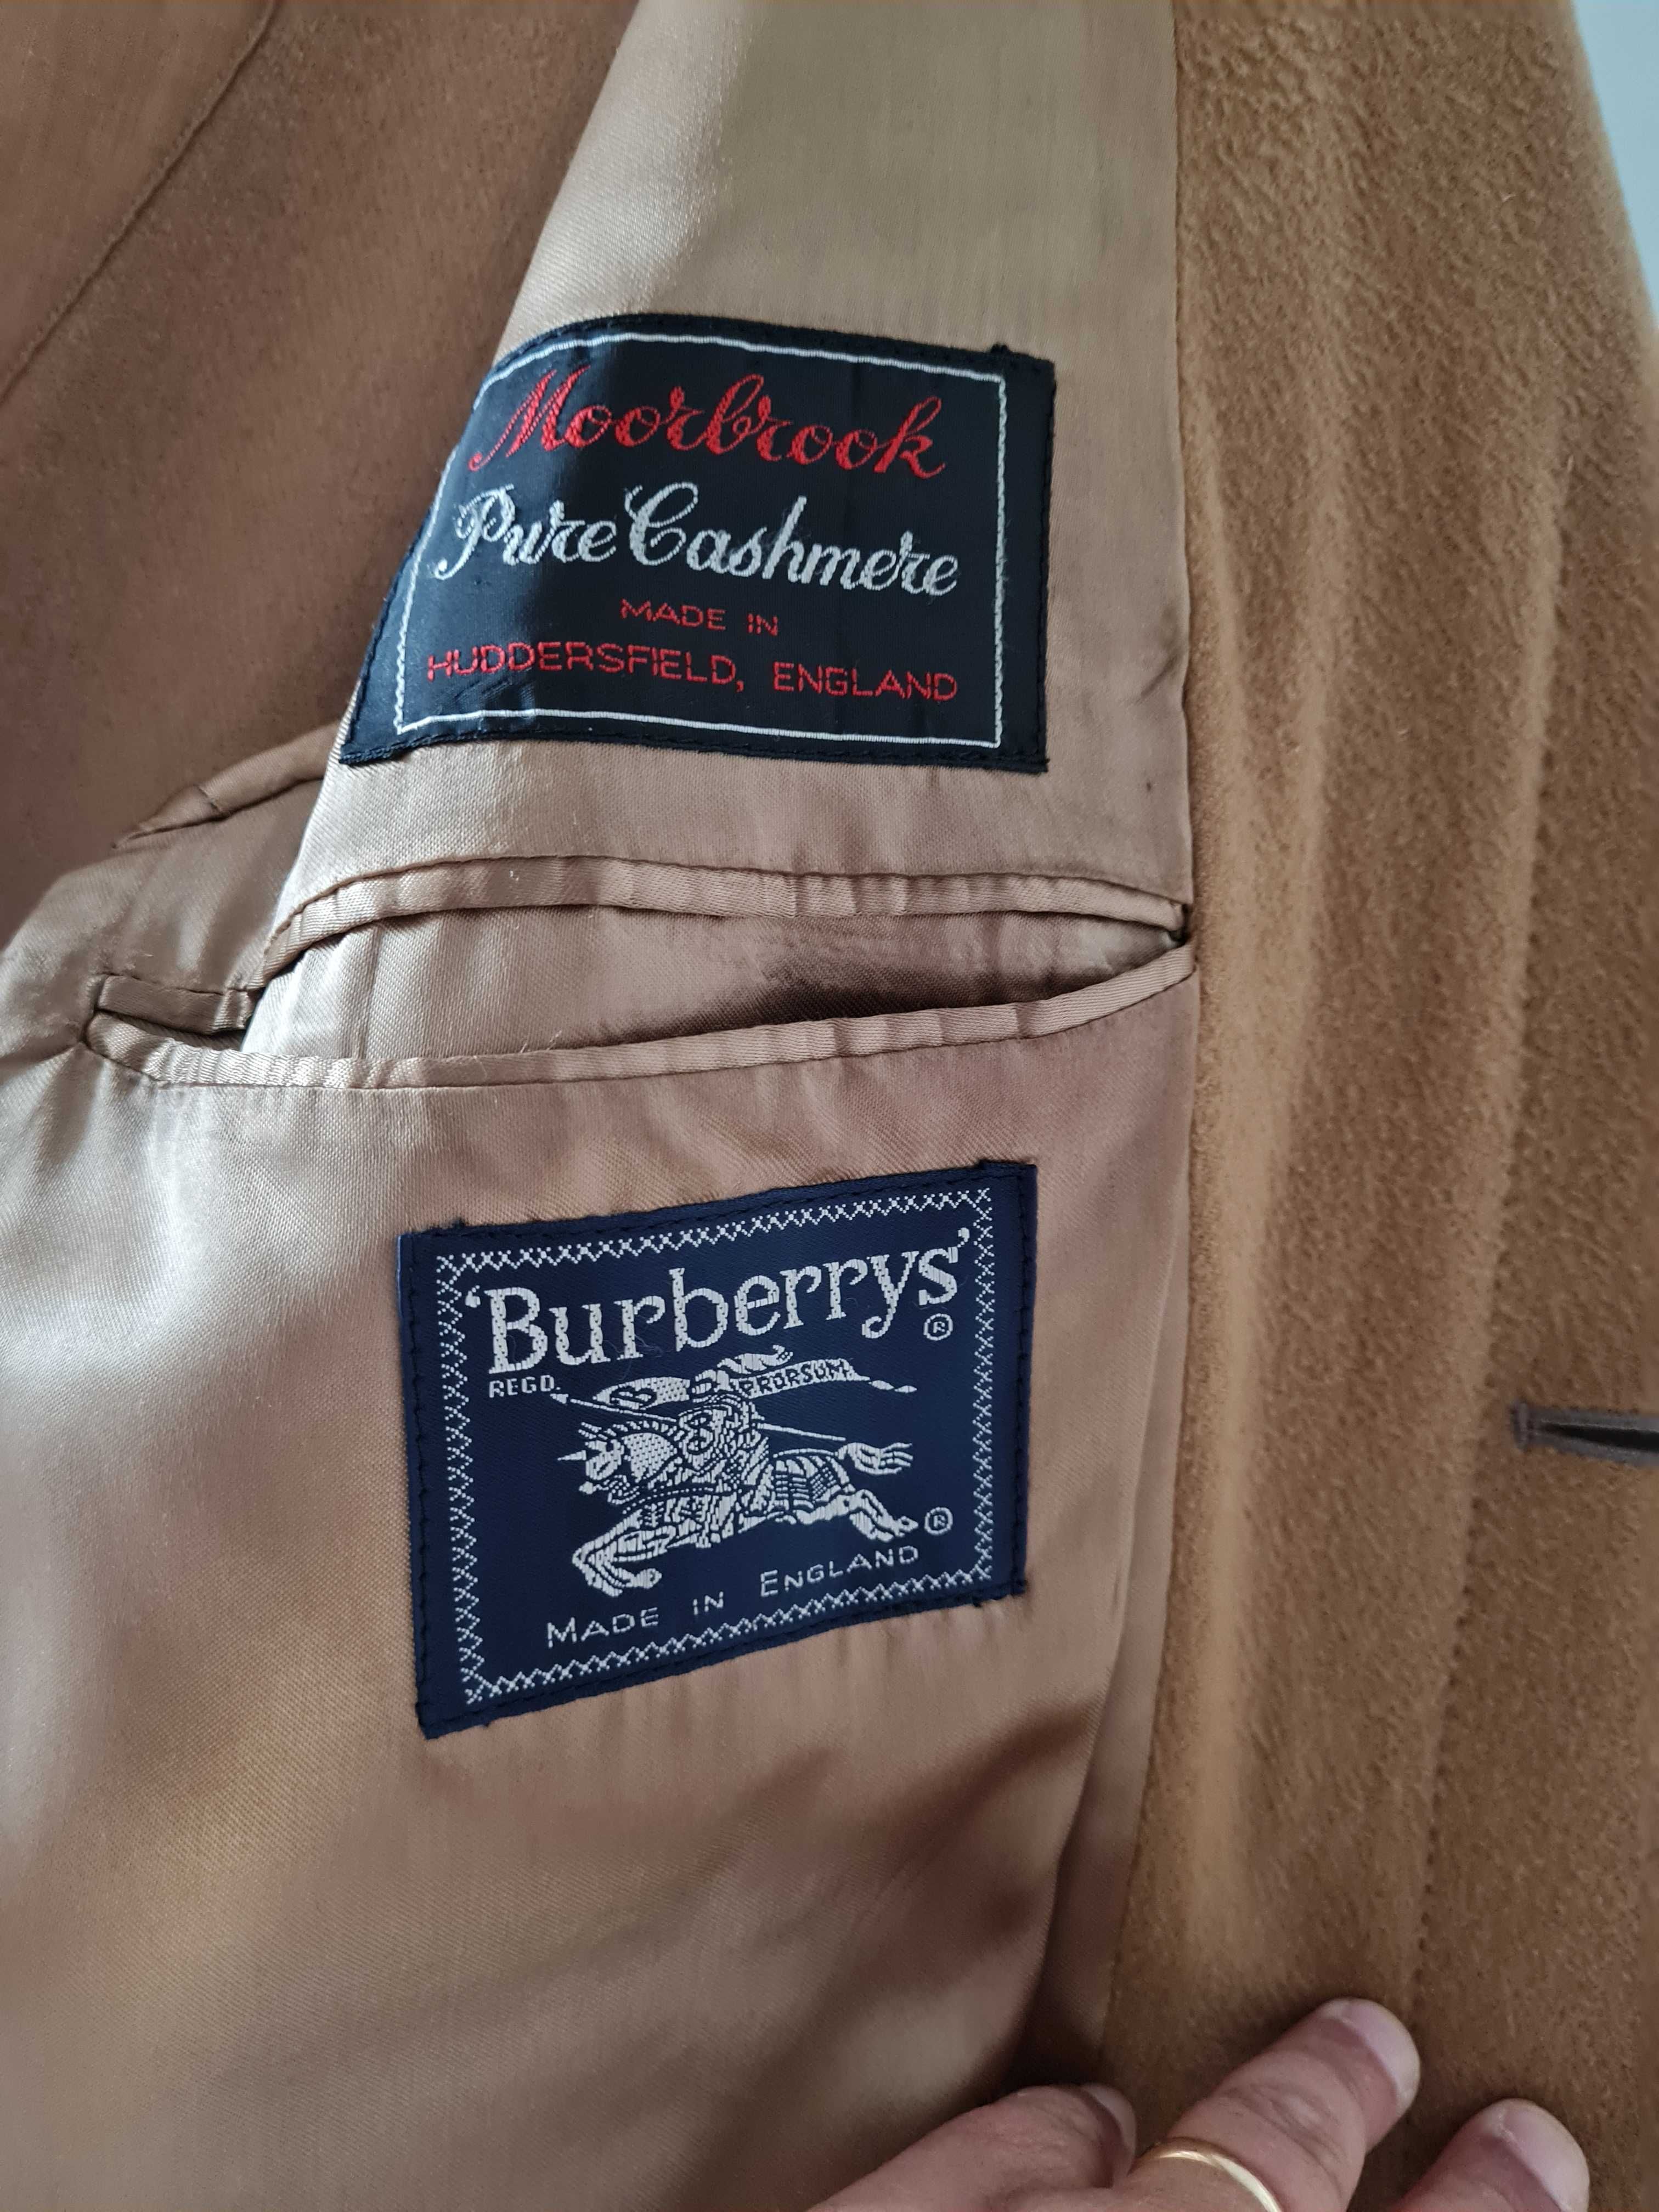 Moorbrook
Pure Cashmere
MADE IN
HUDDERSFIELD, ENGLAND
‘Burberrys’®
REGD.
PRORSUM
®
MADE IN ENGLAND